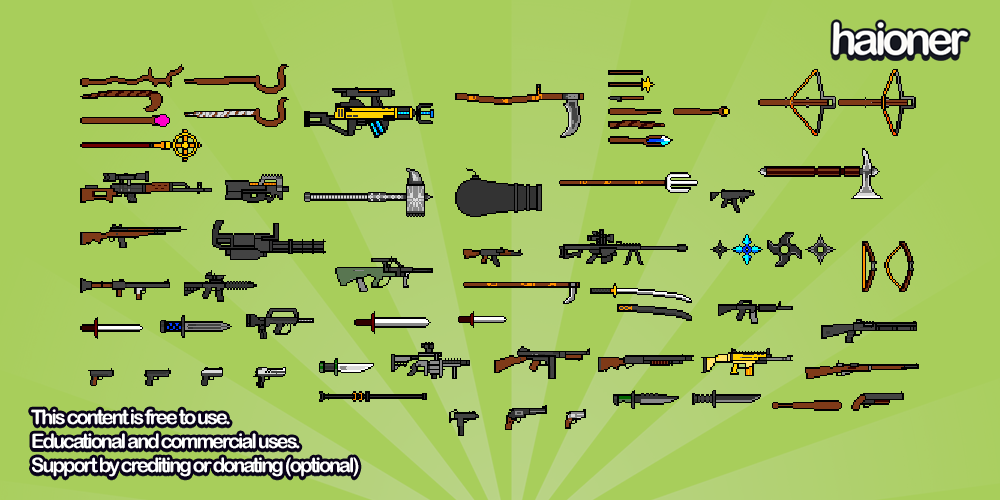 haioner
This content is free to use.
Educational and commercial uses.
Support by crediting or donating (optional)